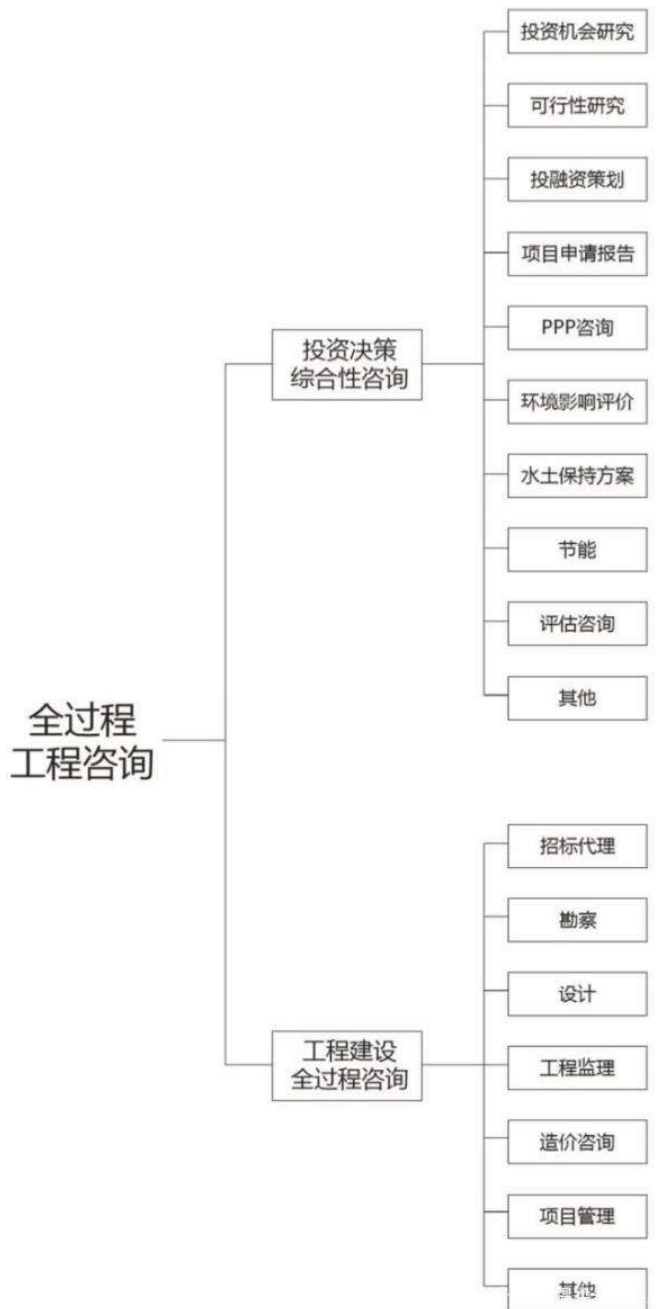 全过程
工程咨询
投资决策
综合性咨询
投资机会研究
可行性研究
投融资策划
项目申请报告
PPP咨询
环境影响评价
水土保持方案
节能
评估咨询
其他
工程建设
全过程咨询
招标代理
勘察
设计
工程监理
造价咨询
项目管理
其他